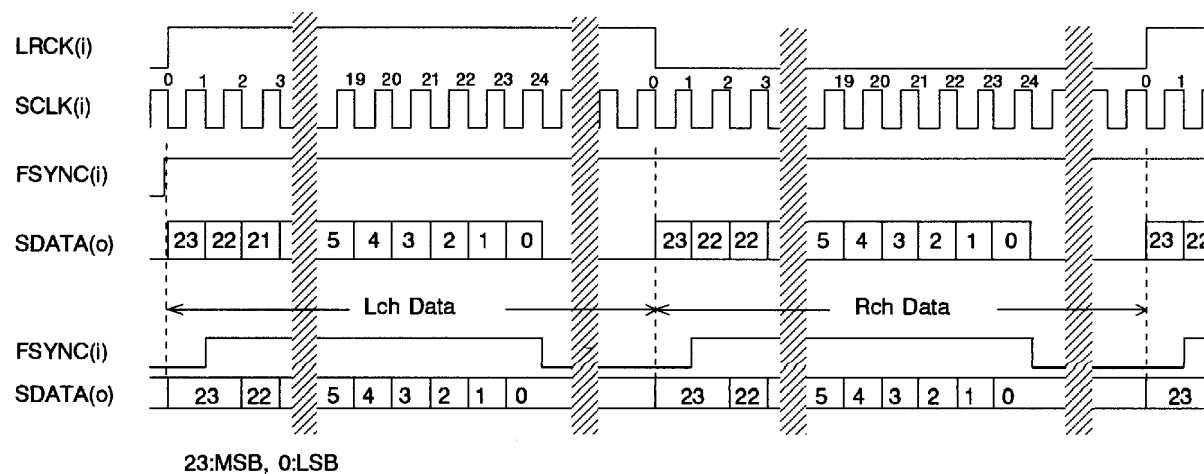 LRCK(i)
0 1 2 3 19 20 21 22 23 24 0 1 2 3 19 20 21 22 23 24 0 1
SCLK(i)
FSYNC(i)
SDATA(o) 23 22 21 5 4 3 2 1 0 23 22 22 5 4 3 2 1 0 23 22
Lch Data Rch Data
FSYNC(i)
SDATA(o) 23 22 5 4 3 2 1 0 23 22 5 4 3 2 1 0 23
23:MSB, 0:LSB